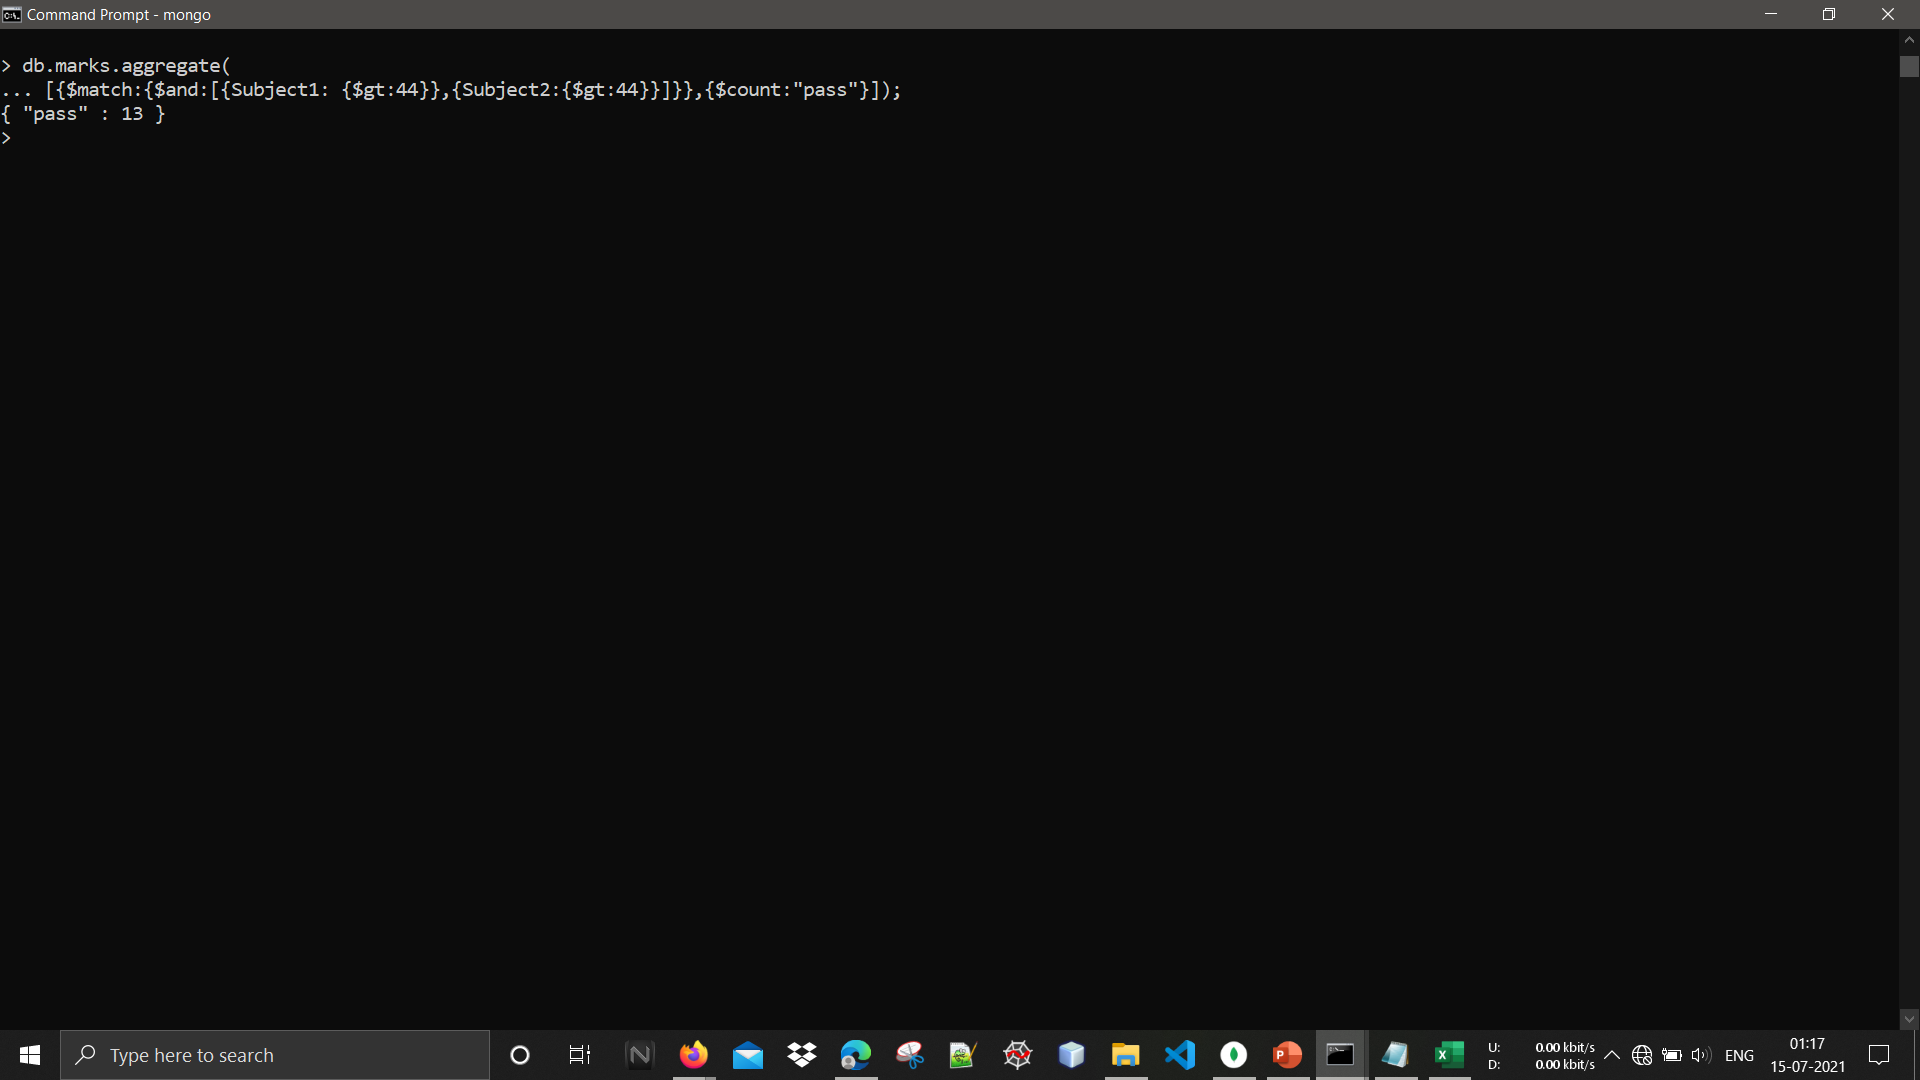 Command Prompt - mongo
> db.marks.aggregate(
... [{$match:{$and:[{Subject1: {$gt:44}},{Subject2:{$gt:44}}]}},{$count:"pass"}]);
{ "pass" : 13 }
>
Type here to search
U: 0.00 kbit/s
D: 0.00 kbit/s
ENG
01:17
15-07-2021